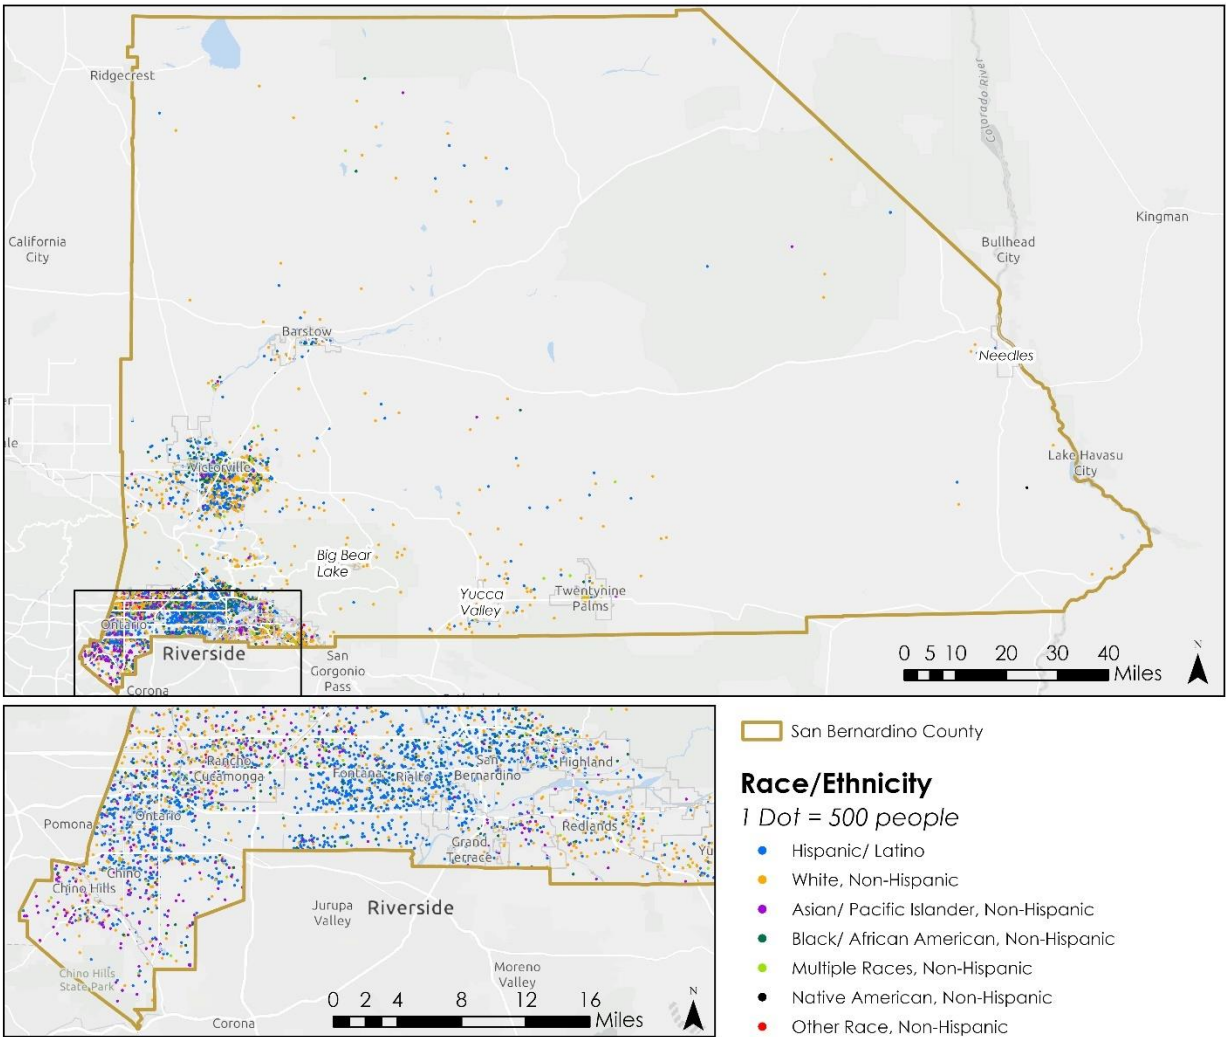 Ridgecrest
Colorado River
Kingman
California
City
Bullhead
City
Barstow
Needles
er
le
Victorville
Lake Havasu
City
Big Bear
Lake
Yucca
Valley
Twentynine
Palms
Ontario
Riverside
San
Gorgonio
Pass
Corona
N
0 5 10 20 30 40
Miles
Rancho
Cucamonga
Fontana
Rialto
San
Bernardino
Highland
Pomona
Ontario
Redlands
Grand
Terrace
Yu
Chino
Chino Hills
Jurupa
Valley
Riverside
Chino Hills
State Park
Moreno
Valley
Corona
0 2 4 8 12 16
Miles
N
San Bernardino County
Race/Ethnicity
1 Dot = 500 people
Hispanic/ Latino
White, Non-Hispanic
Asian/ Pacific Islander, Non-Hispanic
Black/ African American, Non-Hispanic
Multiple Races, Non-Hispanic
Native American, Non-Hispanic
Other Race, Non-Hispanic